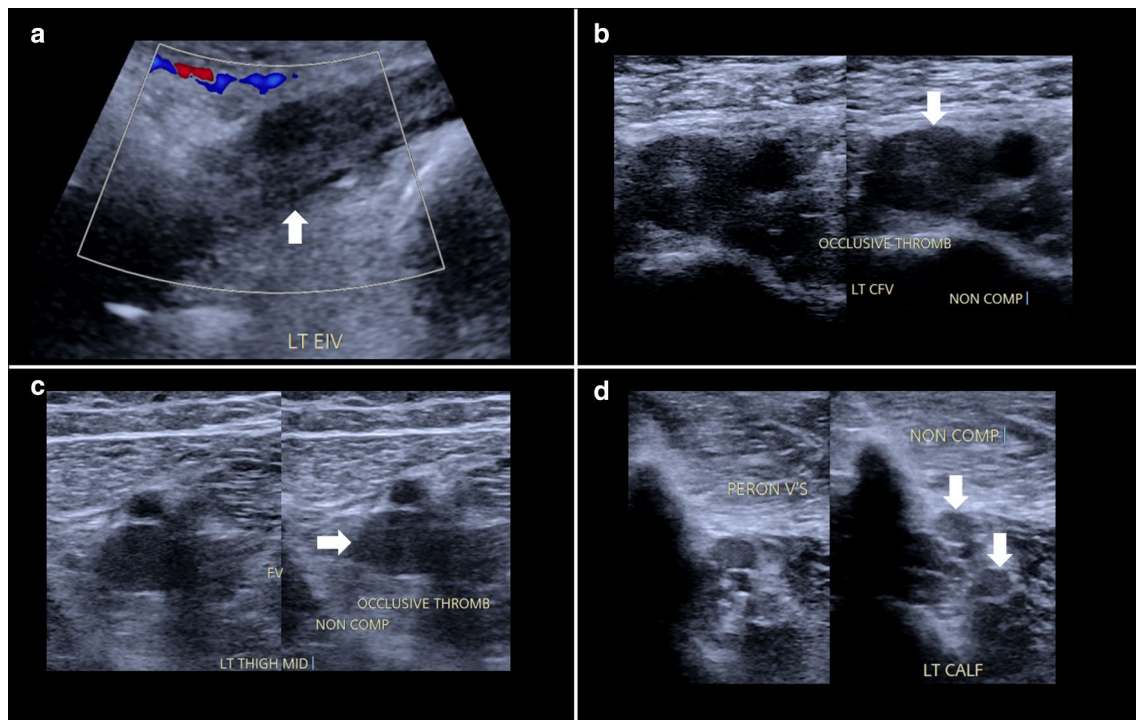 a
LT EIV
b
OCCLUSIVE THROMB
LT CFV
NON COMP
c
FV
OCCLUSIVE THROMB
NON COMP
LT THIGH MID
d
NON COMP
PERON V'S
LT CALF